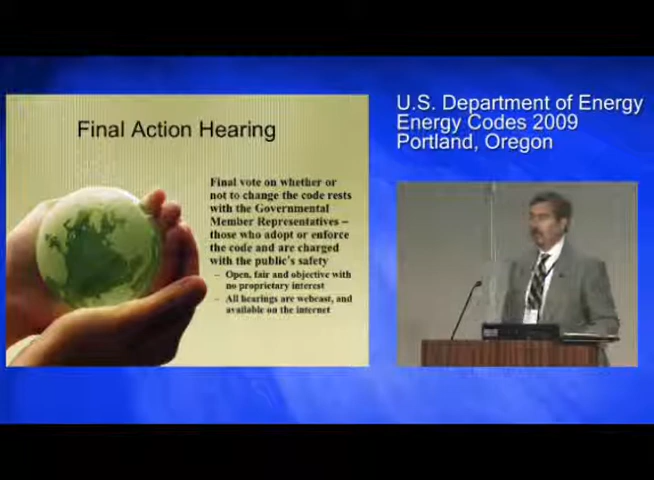 Final Action Hearing
Final vote on whether or
not to change the code rests
with the Governmental
Member Representatives –
those who adopt or enforce
the code and are charged
with the public's safety
– Open, fair and objective with
no proprietary interest
– All hearings are webcast, and
available on the internet
U.S. Department of Energy
Energy Codes 2009
Portland, Oregon